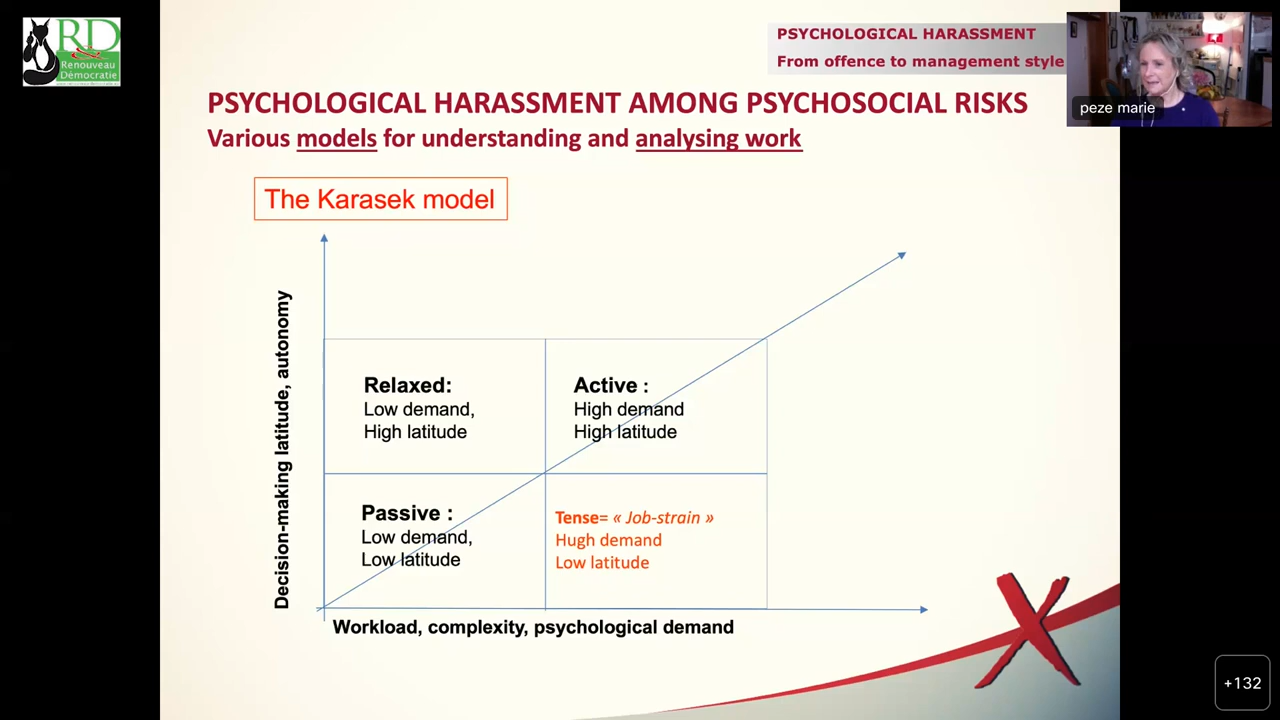 RD
Renouveau
Démocratie
PSYCHOLOGICAL HARASSMENT
From offence to management style
peze marie
PSYCHOLOGICAL HARASSMENT AMONG PSYCHOSOCIAL RISKS
Various models for understanding and analysing work
The Karasek model
Decision-making latitude, autonomy
Relaxed:
Low demand,
High latitude
Active :
High demand
High latitude
Passive :
Low demand,
Low latitude
Tense= « Job-strain »
Hugh demand
Low latitude
Workload, complexity, psychological demand
+132